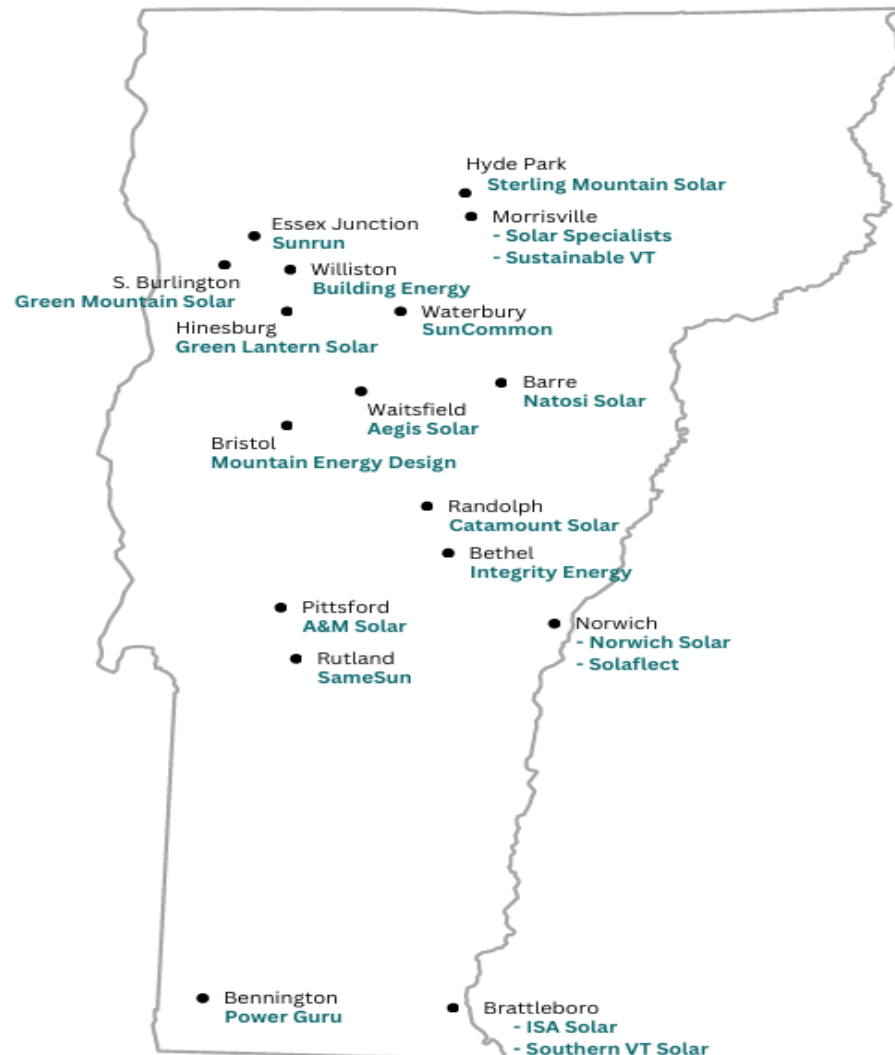 Hyde Park
Sterling Mountain Solar
Morrisville
- Solar Specialists
- Sustainable VT
Essex Junction
Sunrun
S. Burlington
Green Mountain Solar
Williston
Building Energy
Hinesburg
Green Lantern Solar
Waterbury
SunCommon
Barre
Natosi Solar
Waitsfield
Aegis Solar
Bristol
Mountain Energy Design
Randolph
Catamount Solar
Bethel
Integrity Energy
Pittsford
A&M Solar
Norwich
- Norwich Solar
- Solaflect
Rutland
SameSun
Bennington
Power Guru
Brattleboro
- ISA Solar
- Southern VT Solar